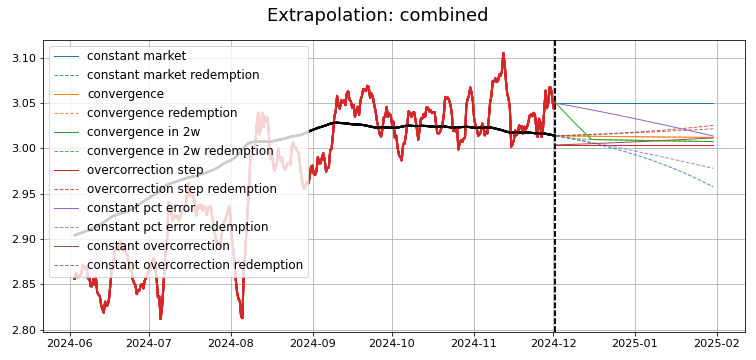 Extrapolation: combined
3.10
3.05
3.00
2.95
2.90
2.85
2.80
constant market
constant market redemption
convergence
convergence redemption
convergence in 2w
convergence in 2w redemption
overcorrection step
overcorrection step redemption
constant pct error
constant pct error redemption
constant overcorrection
constant overcorrection redemption
2024-06 2024-07 2024-08 2024-09 2024-10 2024-11 2024-12 2025-01 2025-02